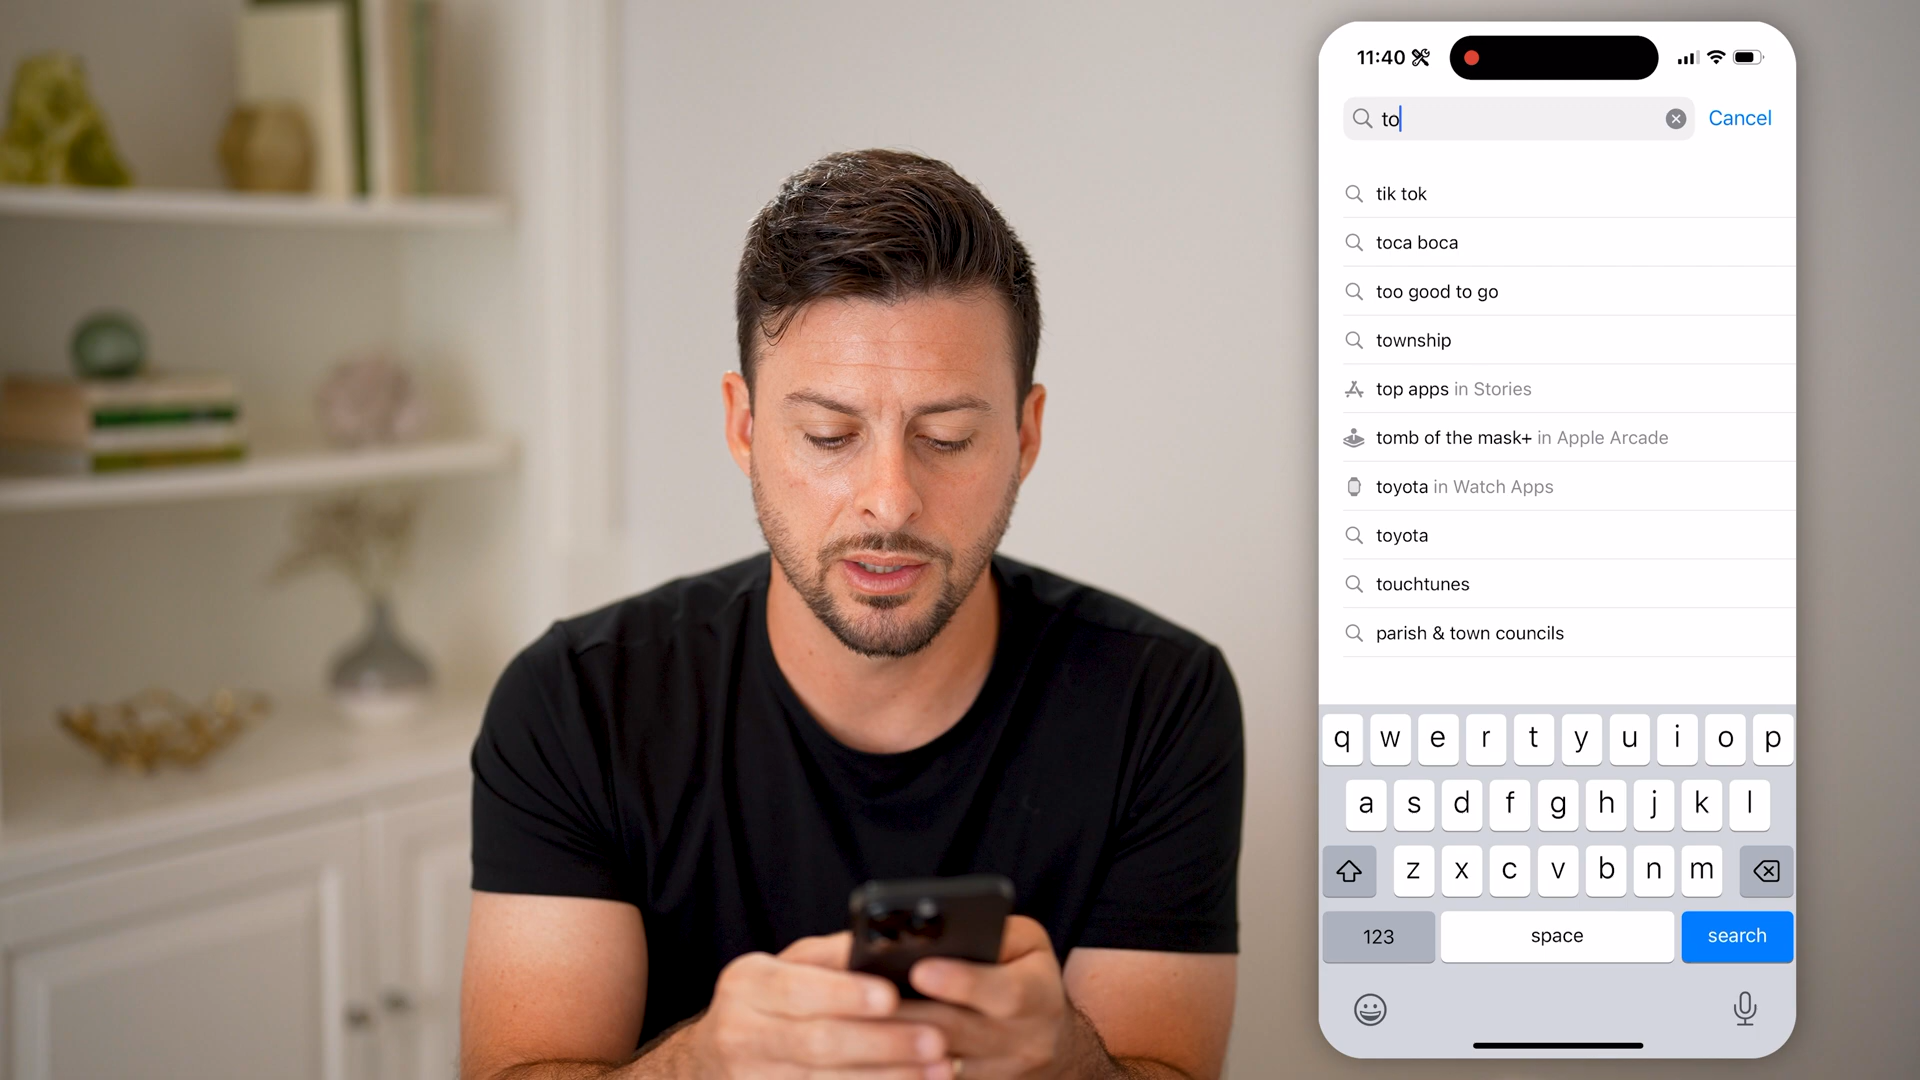 11:40
to
Cancel
tik tok
toca boca
too good to go
township
top apps in Stories
tomb of the mask+ in Apple Arcade
toyota in Watch Apps
toyota
touchtunes
parish & town councils
q w e r t y u i o p
a s d f g h j k l
z x c v b n m
123 space search